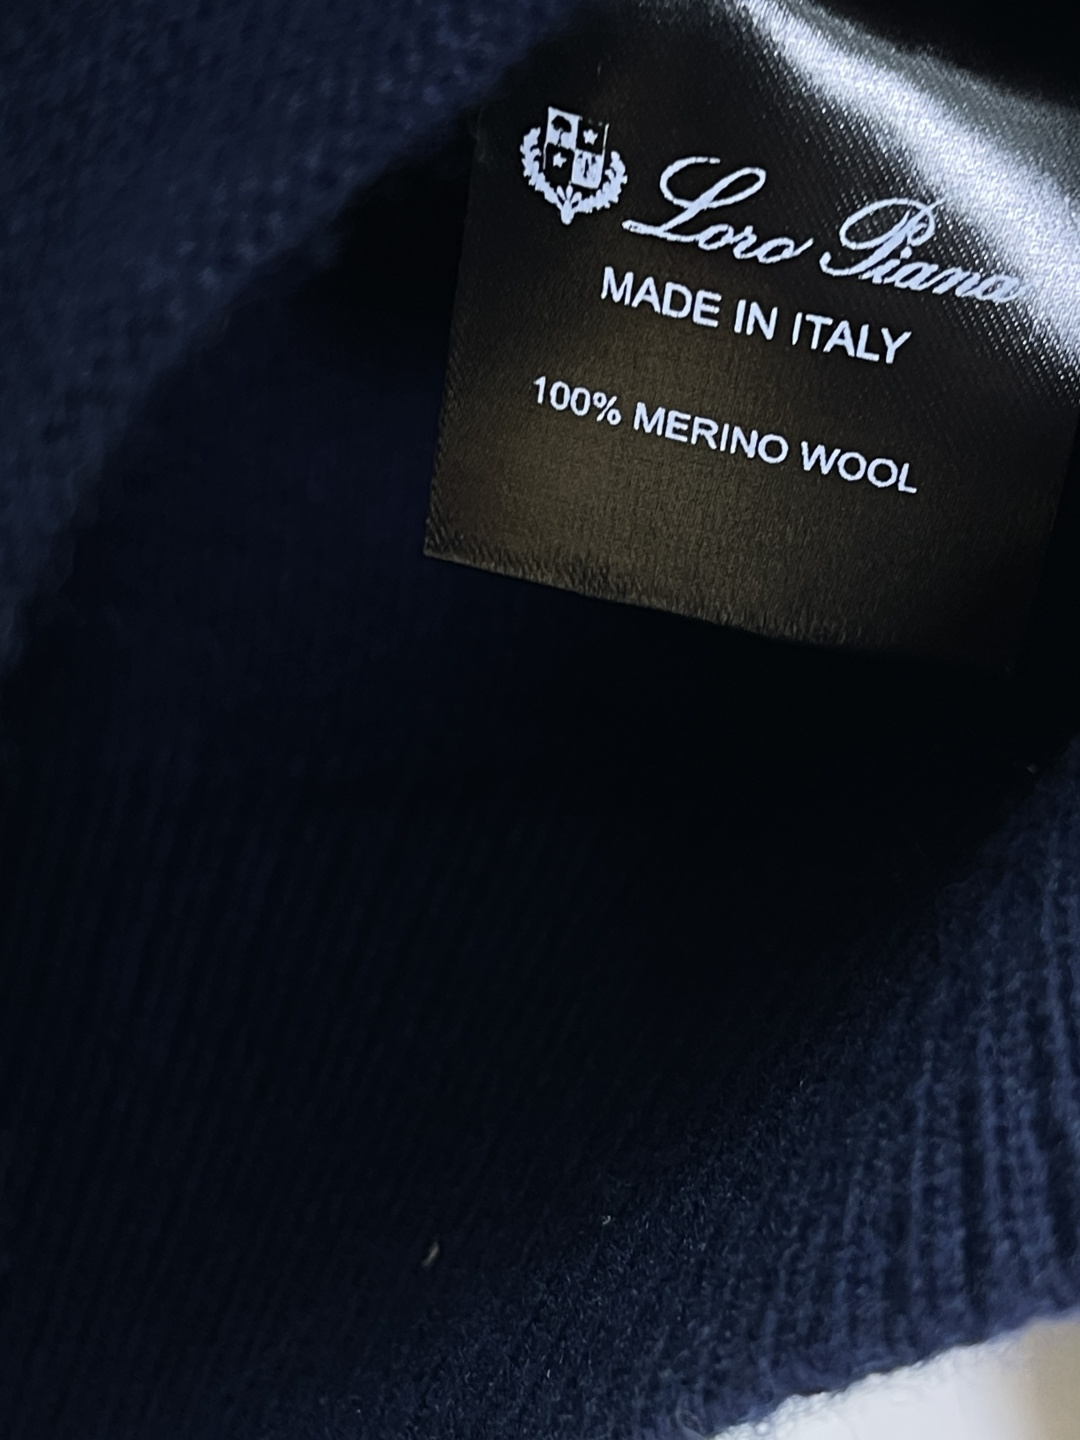 Loro Piana
MADE IN ITALY
100% MERINO WOOL